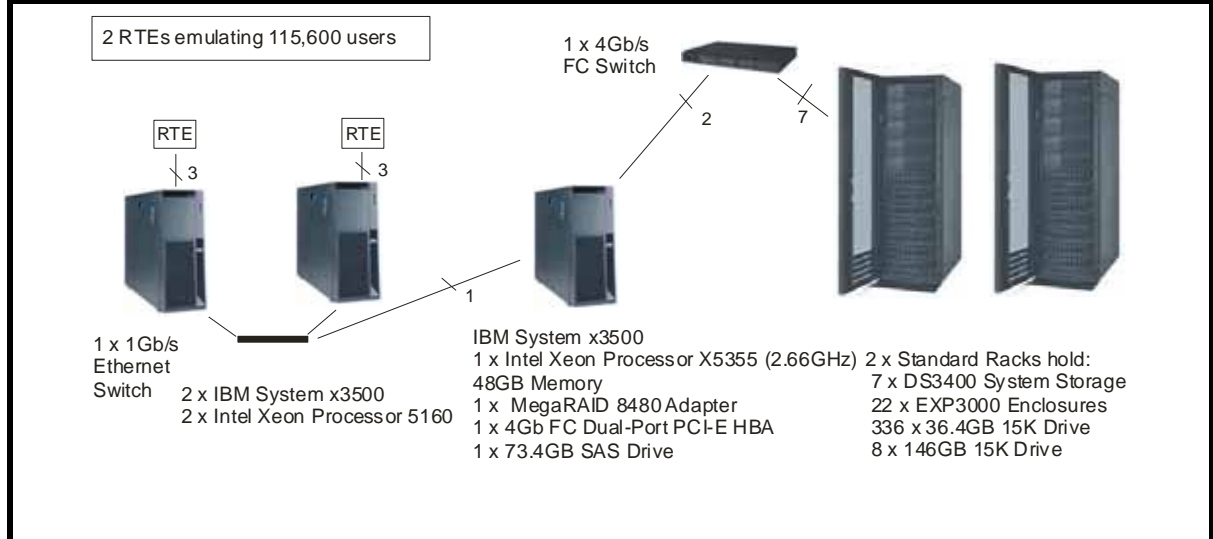 2 RTEs emulating 115,600 users
1 x 4Gb/s
FC Switch
2
7
RTE
RTE
3
3
1
1 x 1Gb/s
Ethernet
Switch
2 x IBM System x3500
2 x Intel Xeon Processor 5160
IBM System x3500
1 x Intel Xeon Processor X5355 (2.66GHz)
48GB Memory
1 x MegaRAID 8480 Adapter
1 x 4Gb FC Dual-Port PCI-E HBA
1 x 73.4GB SAS Drive
2 x Standard Racks hold:
7 x DS3400 System Storage
22 x EXP3000 Enclosures
336 x 36.4GB 15K Drive
8 x 146GB 15K Drive